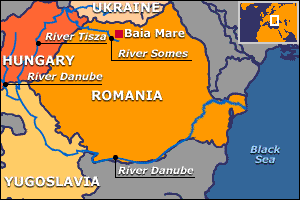 UKRAINE
River Tisza
Baia Mare
River Somes
HUNGARY
River Danube
ROMANIA
Black
Sea
River Danube
YUGOSLAVIA